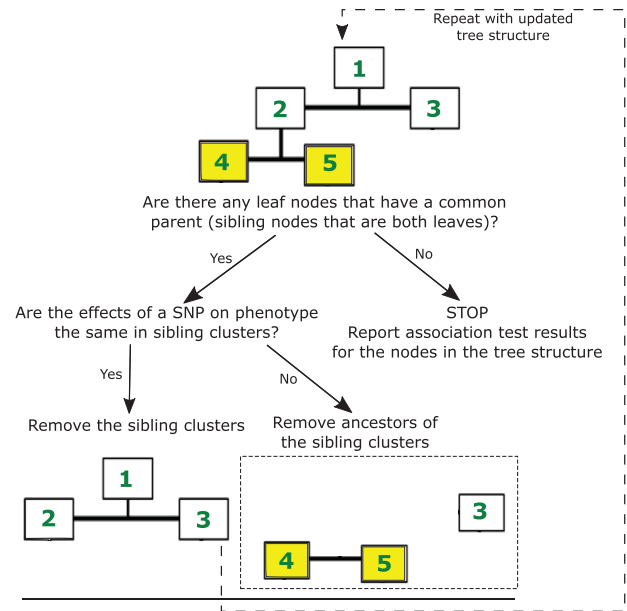 Repeat with updated
tree structure
1
2
3
4
5
Are there any leaf nodes that have a common
parent (sibling nodes that are both leaves)?
Yes
No
Are the effects of a SNP on phenotype
the same in sibling clusters?
STOP
Report association test results
for the nodes in the tree structure
Yes
No
Remove the sibling clusters
Remove ancestors of
the sibling clusters
1
2
3
3
4
5